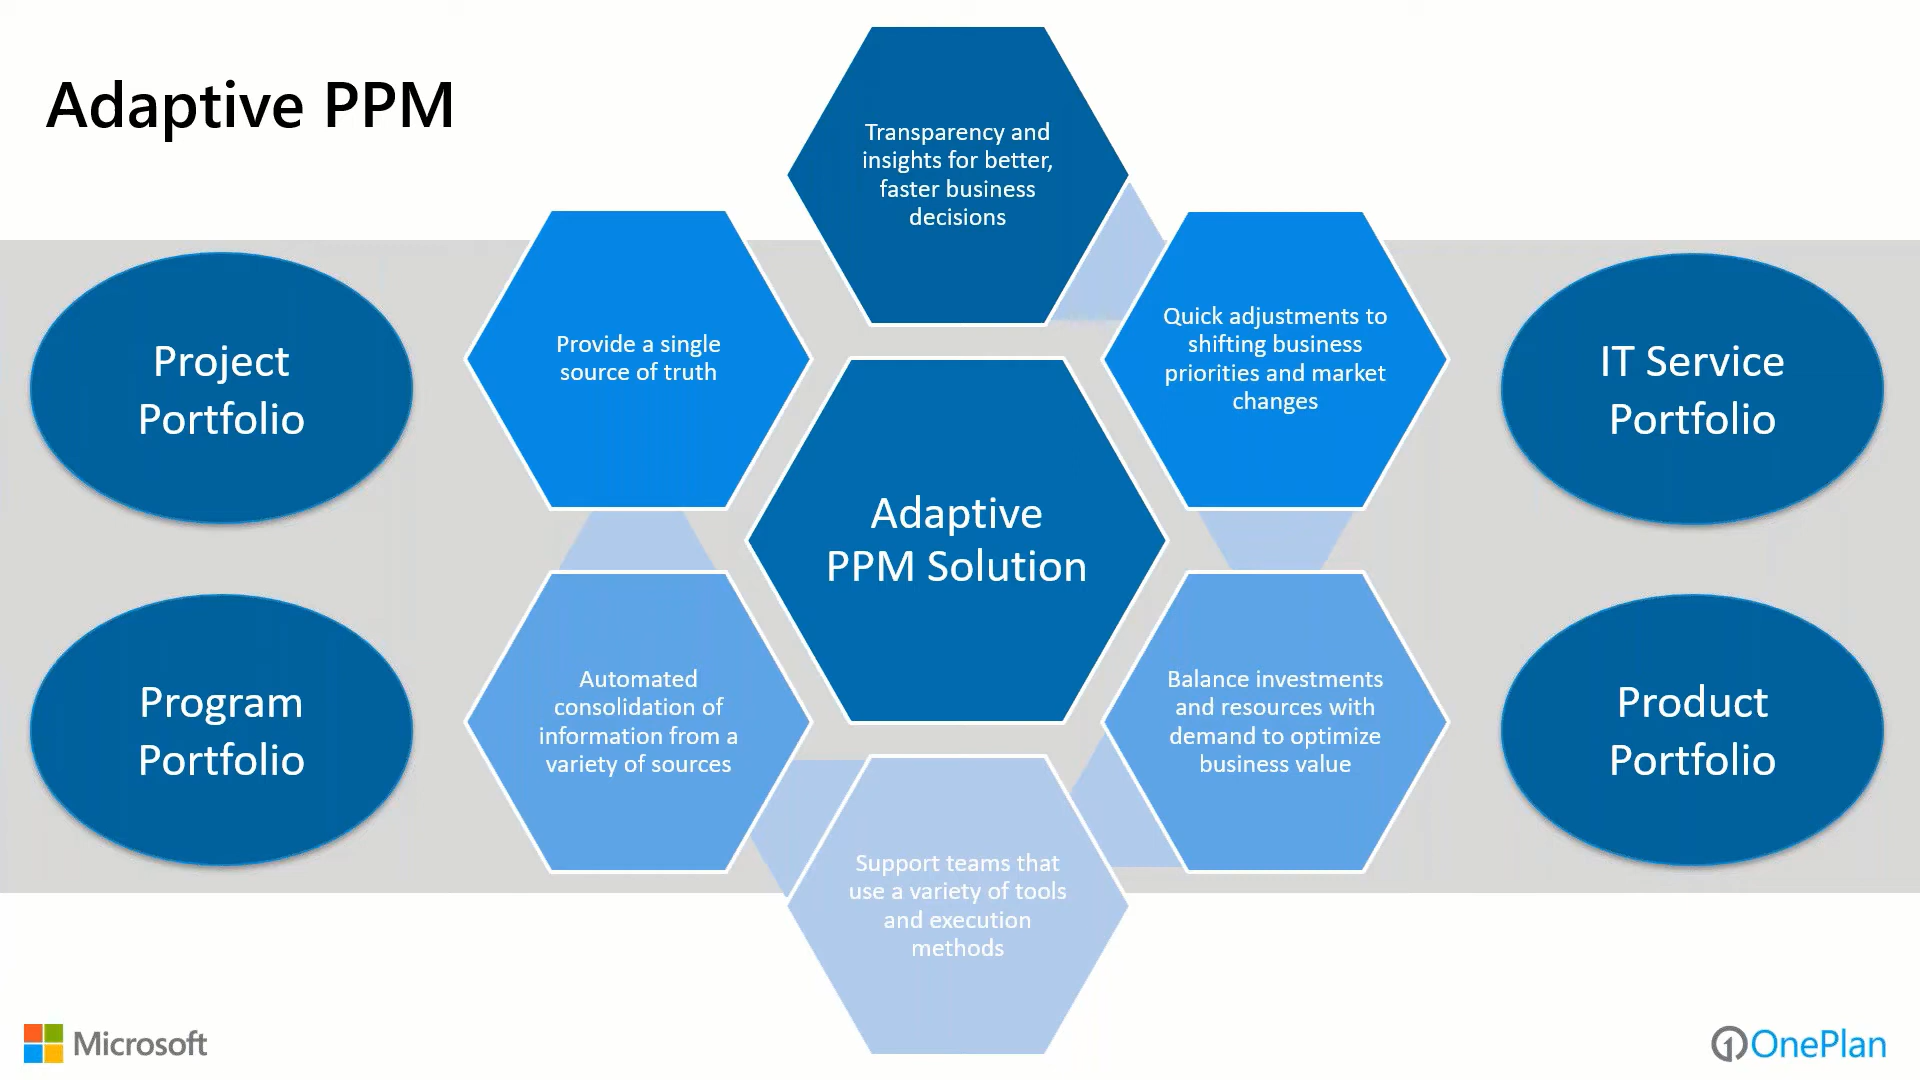 Adaptive PPM
Transparency and
insights for better,
faster business
decisions
Provide a single
source of truth
Quick adjustments to
shifting business
priorities and market
changes
Project
Portfolio
IT Service
Portfolio
Adaptive
PPM Solution
Automated
consolidation of
information from a
variety of sources
Balance investments
and resources with
demand to optimize
business value
Program
Portfolio
Product
Portfolio
Support teams that
use a variety of tools
and execution
methods
Microsoft
1 OnePlan